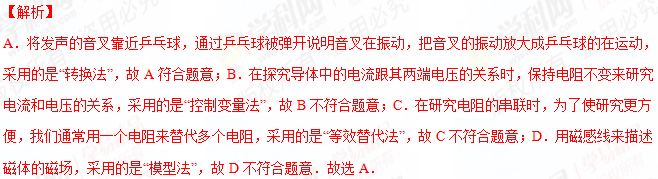 【解析】
A．将发声的音叉靠近乒乓球，通过乒乓球被弹开说明音叉在振动，把音叉的振动放大成乒乓球的在运动，
采用的是“转换法”，故 A 符合题意；B．在探究导体中的电流跟其两端电压的关系时，保持电阻不变来研究
电流和电压的关系，采用的是“控制变量法”，故 B 不符合题意；C．在研究电阻的串联时，为了使研究更方
便，我们通常用一个电阻来替代多个电阻，采用的是“等效替代法”，故 C 不符合题意；D．用磁感线来描述
磁体的磁场，采用的是“模型法”，故 D 不符合题意．故选 A．